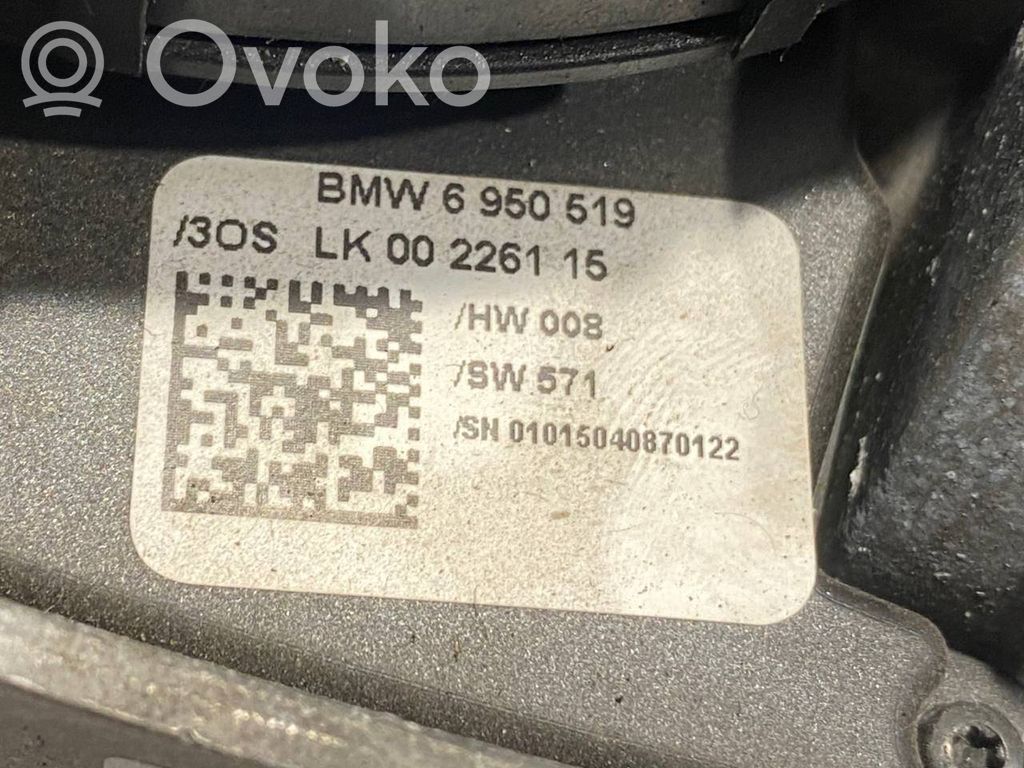 Ovoko
BMW 6 950 519
/3OS LK 00 2261 15
/HW 008
/SW 571
/SN 01015040870122